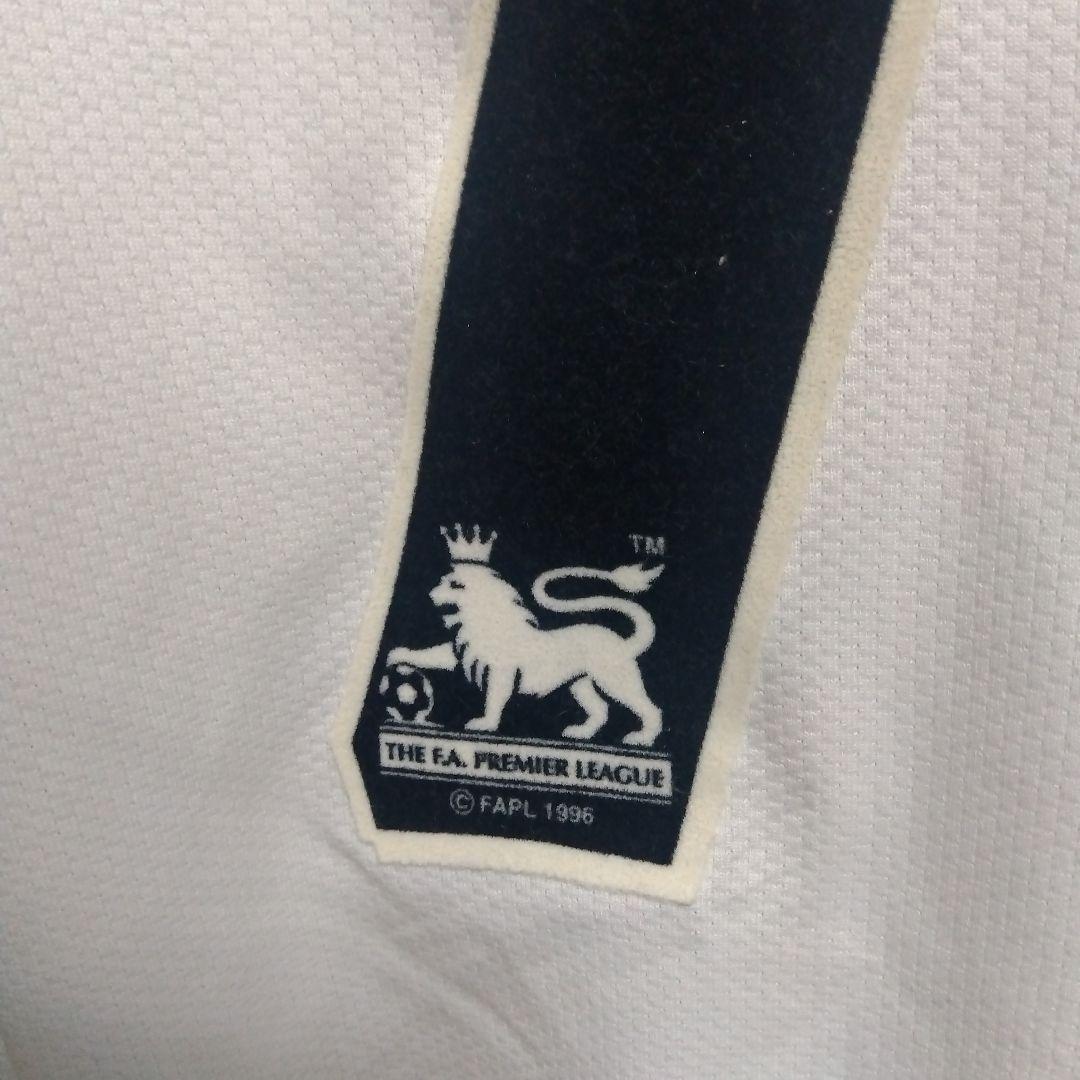 TM
THE F.A. PREMIER LEAGUE
© FAPL 1996